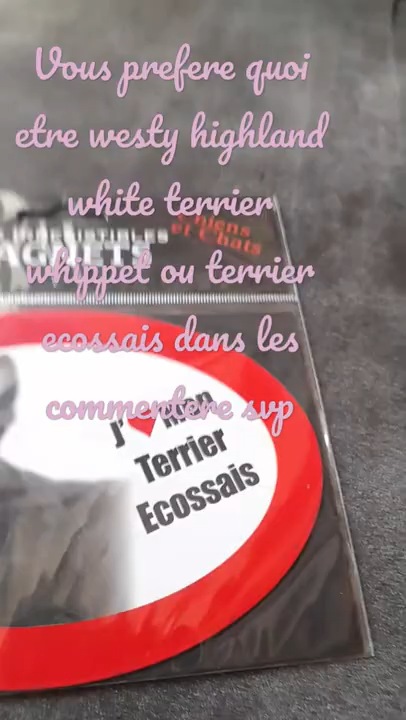 Vous prefere quoi
etre westy highland
white terrier
whippet ou terrier
ecossais dans les
commentere svp
Chiens
et Chats
J'❤ Mon
Terrier
Ecossais